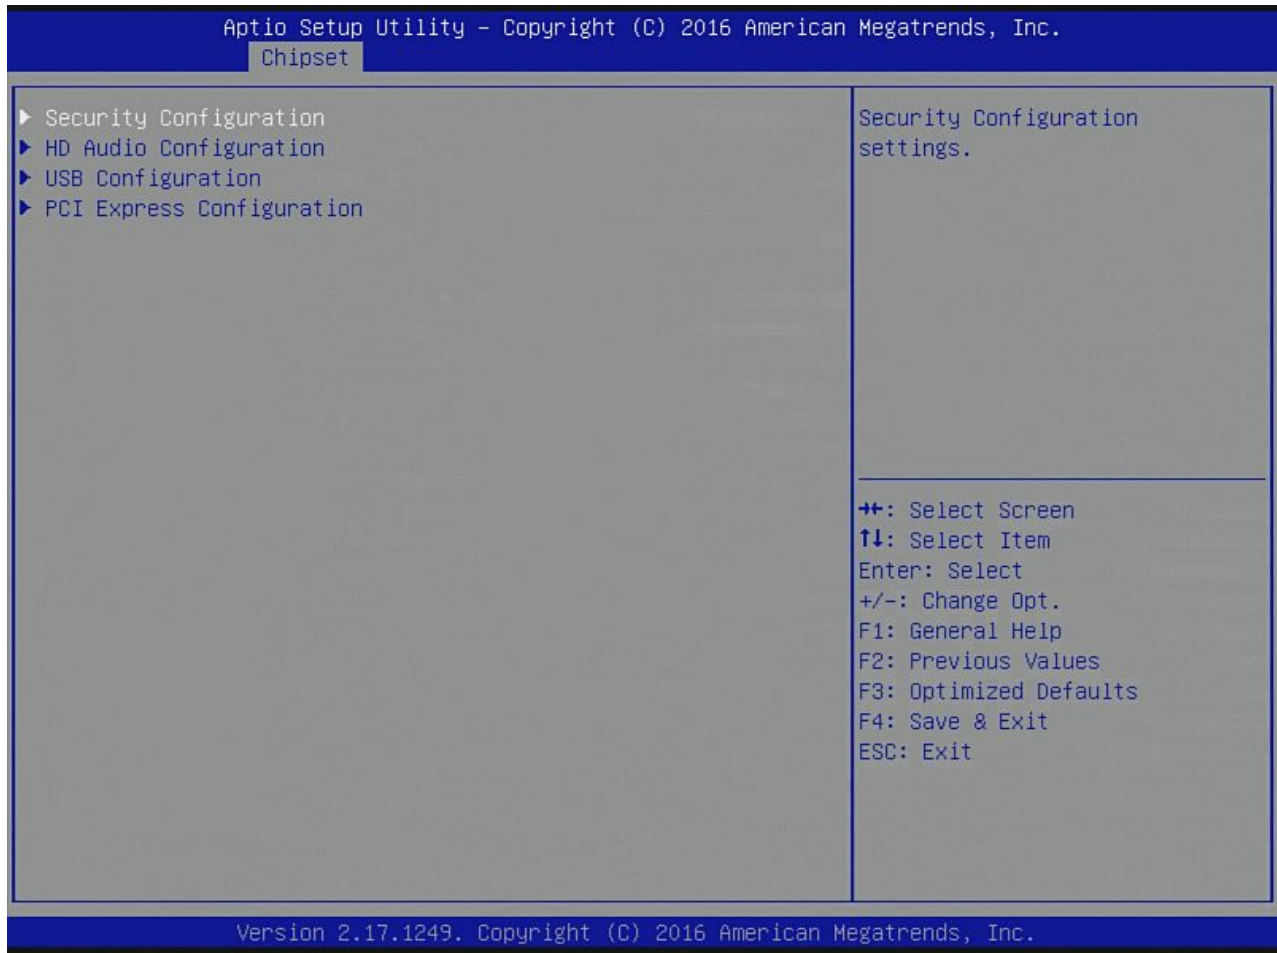 Aptio Setup Utility – Copyright (C) 2016 American Megatrends, Inc.
Chipset
Security Configuration
HD Audio Configuration
USB Configuration
PCI Express Configuration
Security Configuration
settings.
→←: Select Screen
↑↓: Select Item
Enter: Select
+/-: Change Opt.
F1: General Help
F2: Previous Values
F3: Optimized Defaults
F4: Save & Exit
ESC: Exit
Version 2.17.1249. Copyright (C) 2016 American Megatrends, Inc.